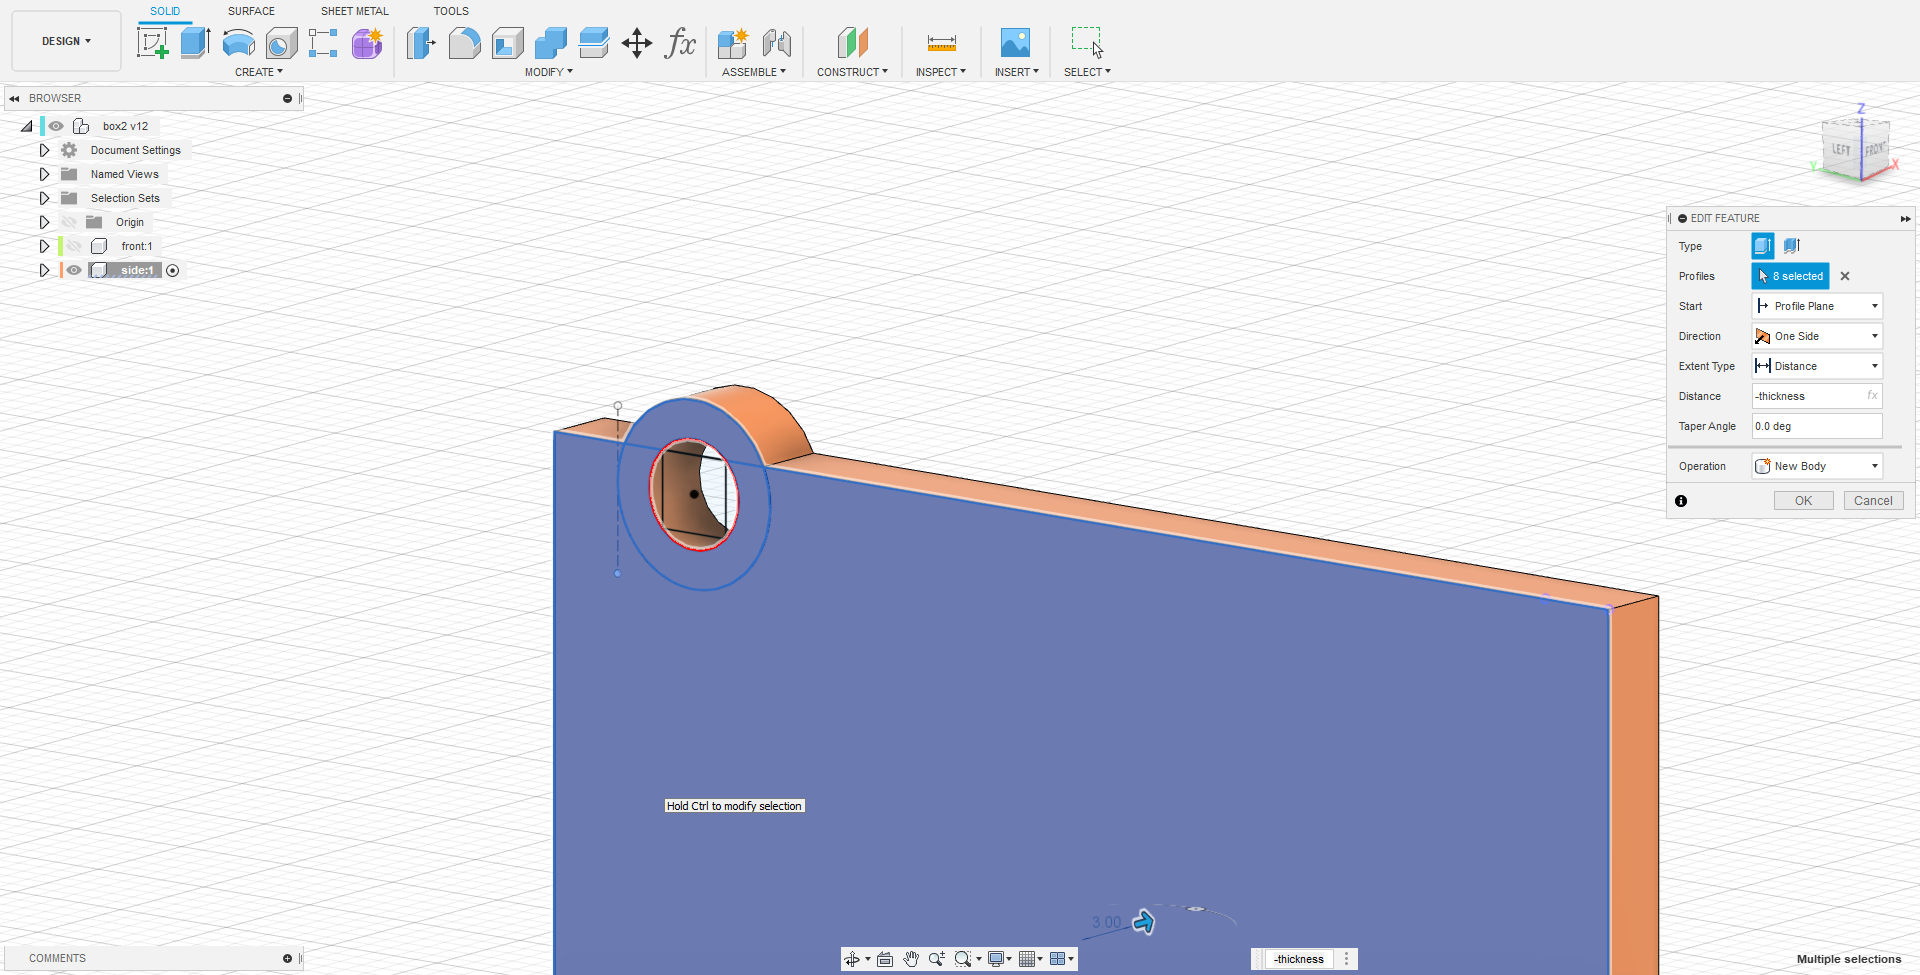 SOLID SURFACE SHEET METAL TOOLS
DESIGN
CREATE MODIFY ASSEMBLE CONSTRUCT INSPECT INSERT SELECT
fx
BROWSER
box2 v12
Document Settings
Named Views
Selection Sets
Origin
front:1
side:1
Z
LEFT FRONT
Y X
EDIT FEATURE
Type
Profiles 8 selected
Start Profile Plane
Direction One Side
Extent Type Distance
Distance -thickness fx
Taper Angle 0.0 deg
Operation New Body
OK Cancel
Hold Ctrl to modify selection
3.00
COMMENTS
-thickness
Multiple selections